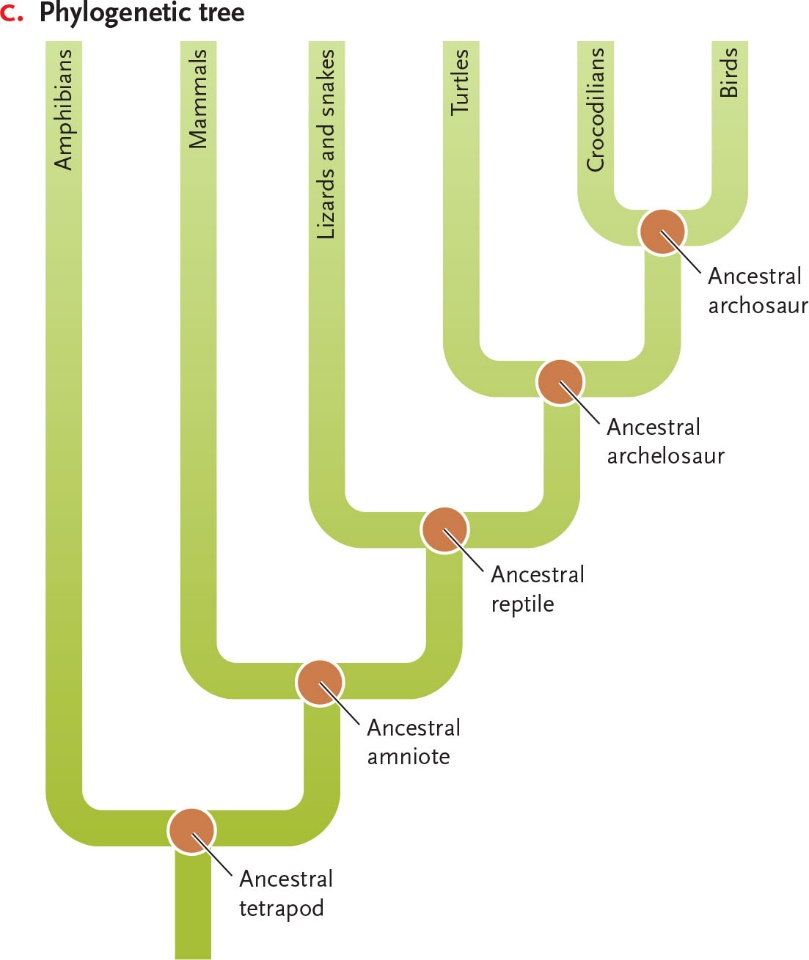 c. Phylogenetic tree
Amphibians
Mammals
Lizards and snakes
Turtles
Crocodilians
Birds
Ancestral
archosaur
Ancestral
archelosaur
Ancestral
reptile
Ancestral
amniote
Ancestral
tetrapod